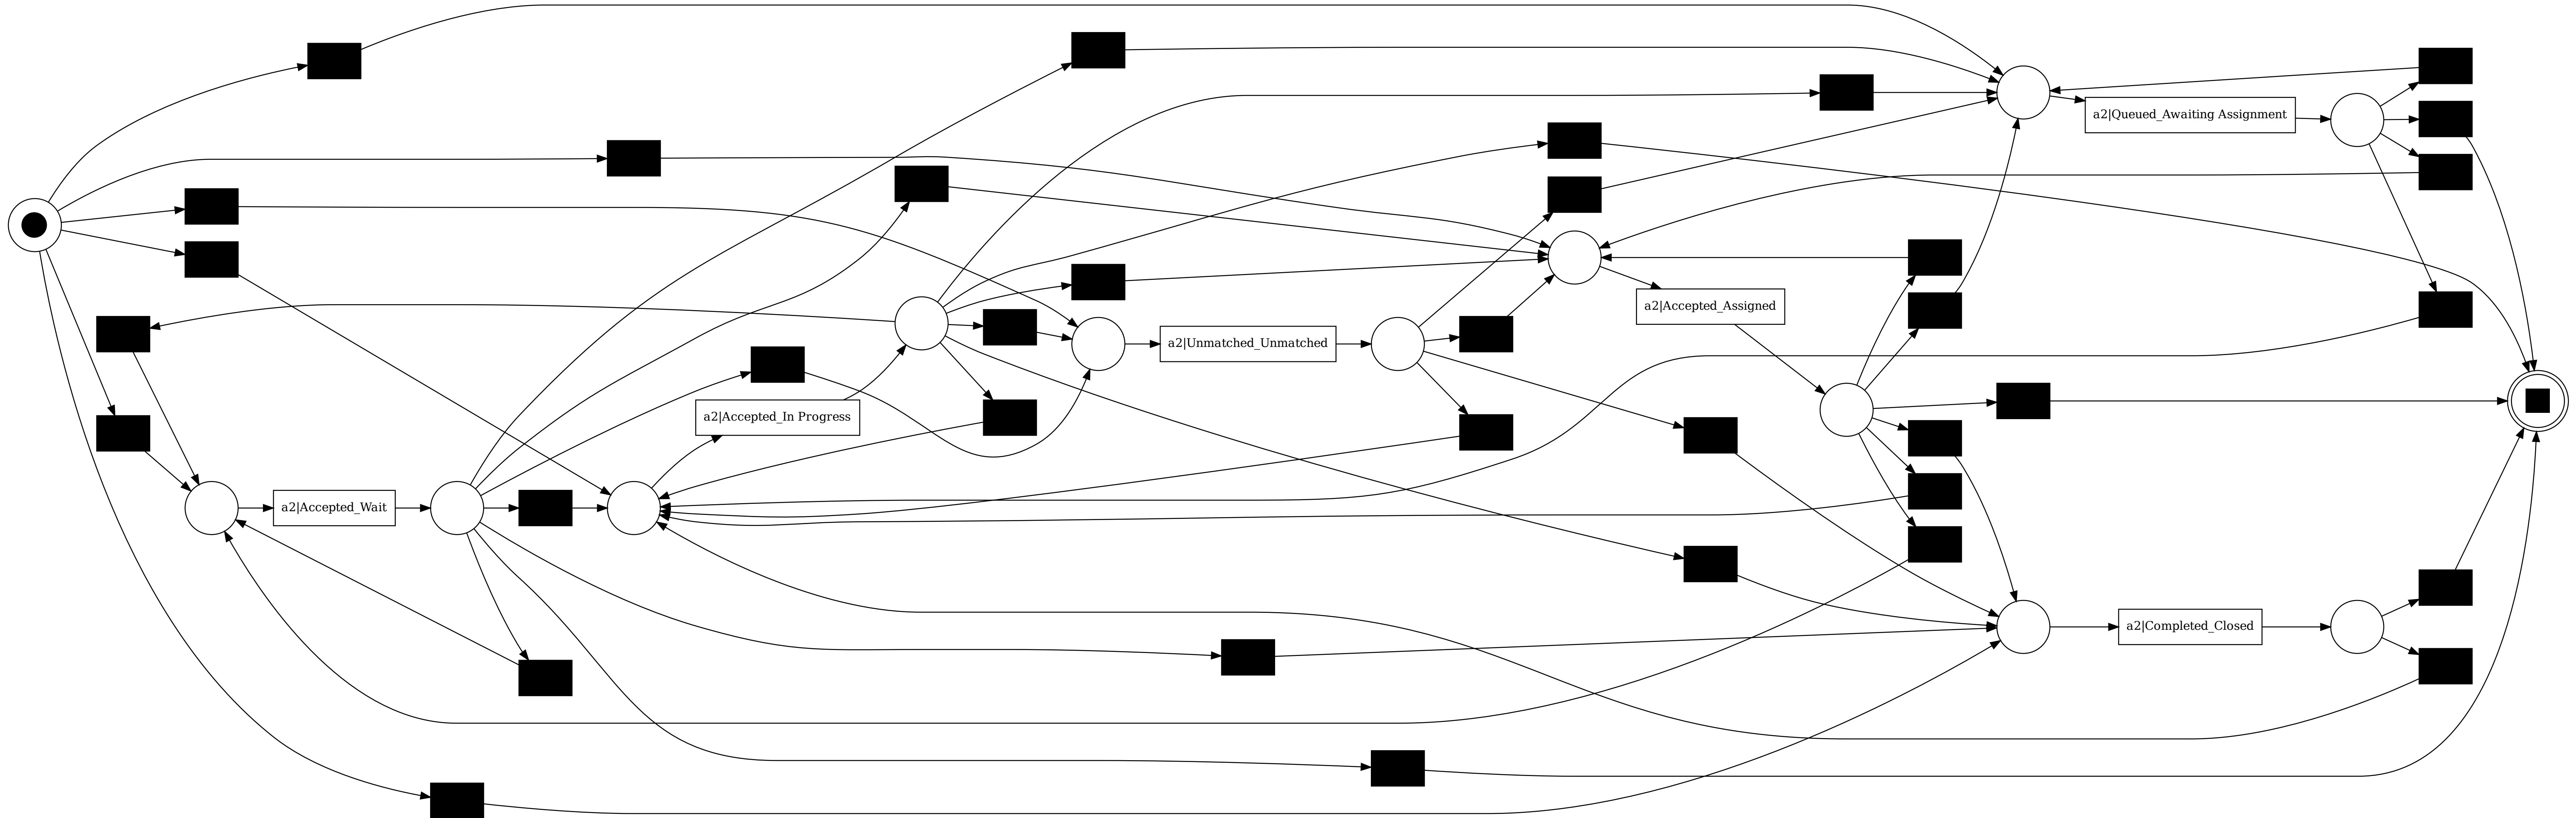 a2|Queued_Awaiting Assignment
a2|Accepted_Assigned
a2|Unmatched_Unmatched
a2|Accepted_In Progress
a2|Accepted_Wait
a2|Completed_Closed